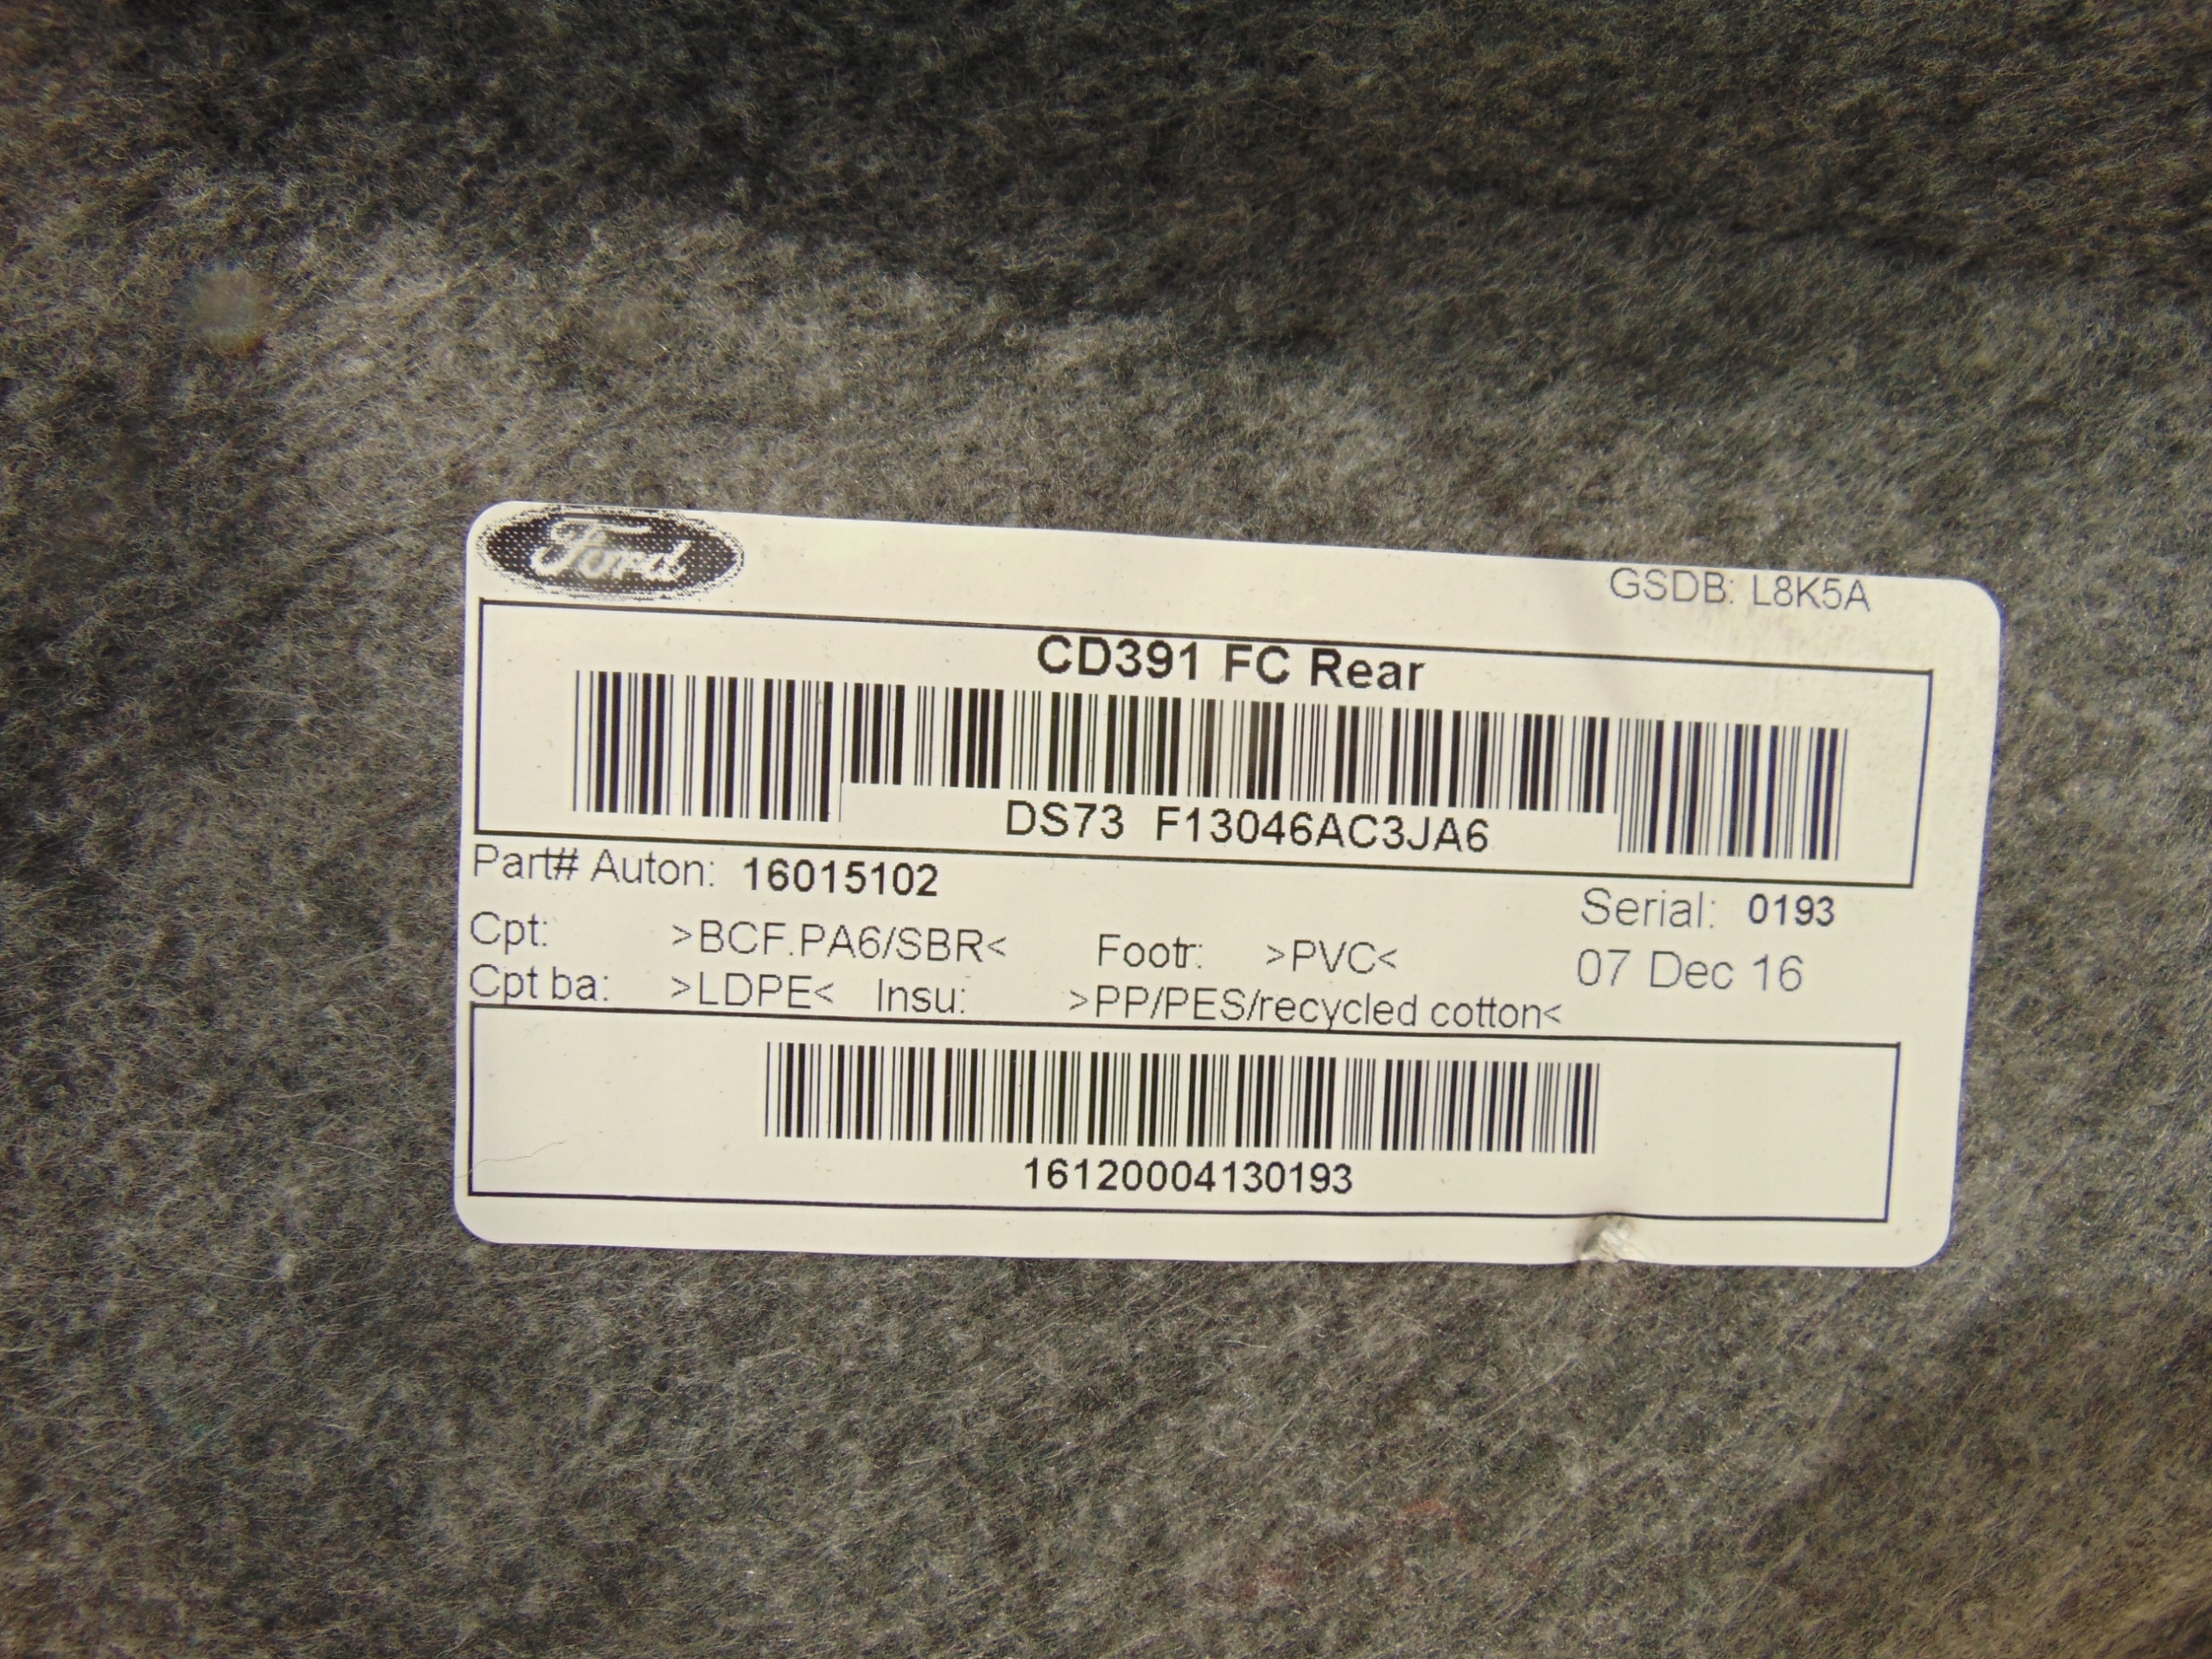 Ford
GSDB: L8K5A
CD391 FC Rear
DS73 F13046AC3JA6
Part# Auton: 16015102
Serial: 0193
Cpt: >BCF.PA6/SBR< Footr: >PVC<
07 Dec 16
Cpt ba: >LDPE< Insu: >PP/PES/recycled cotton<
16120004130193